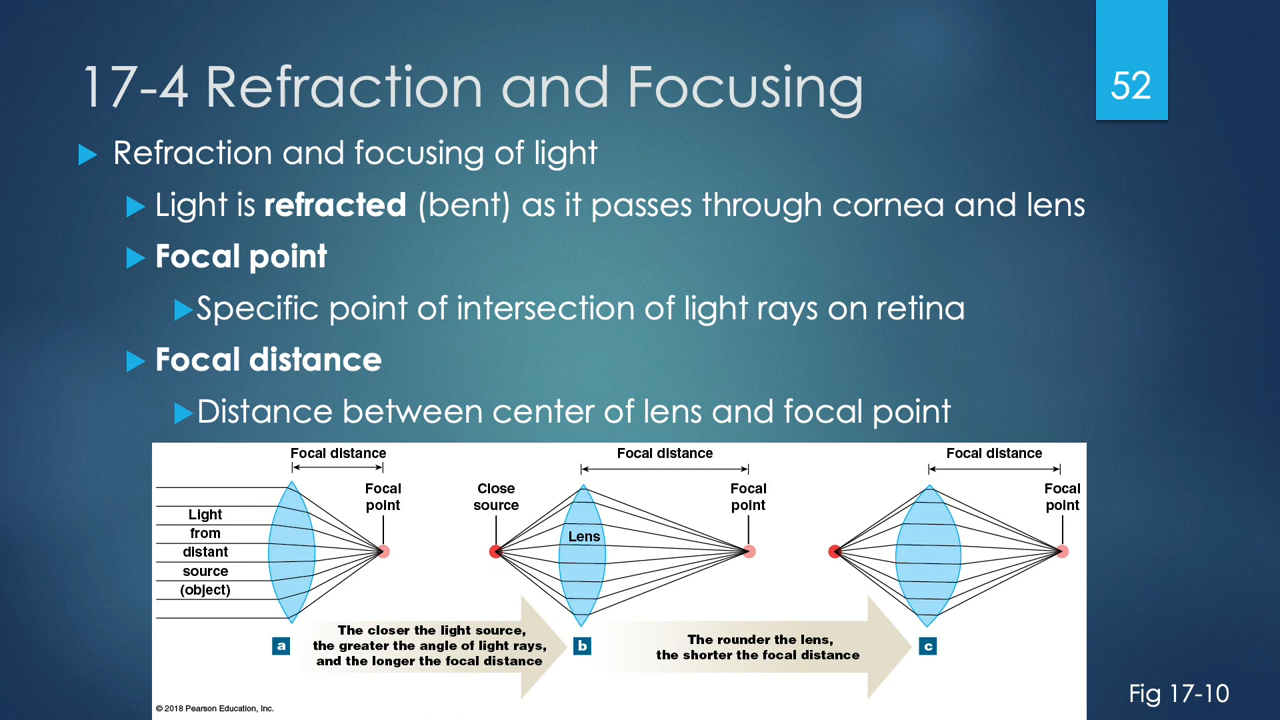 17-4 Refraction and Focusing
52
Refraction and focusing of light
Light is refracted (bent) as it passes through cornea and lens
Focal point
Specific point of intersection of light rays on retina
Focal distance
Distance between center of lens and focal point
Focal distance
Focal
point
Light
from
distant
source
(object)
a
The closer the light source,
the greater the angle of light rays,
and the longer the focal distance
Focal distance
Close
source
Focal
point
Lens
b
The rounder the lens,
the shorter the focal distance
Focal distance
Focal
point
c
© 2018 Pearson Education, Inc.
Fig 17-10